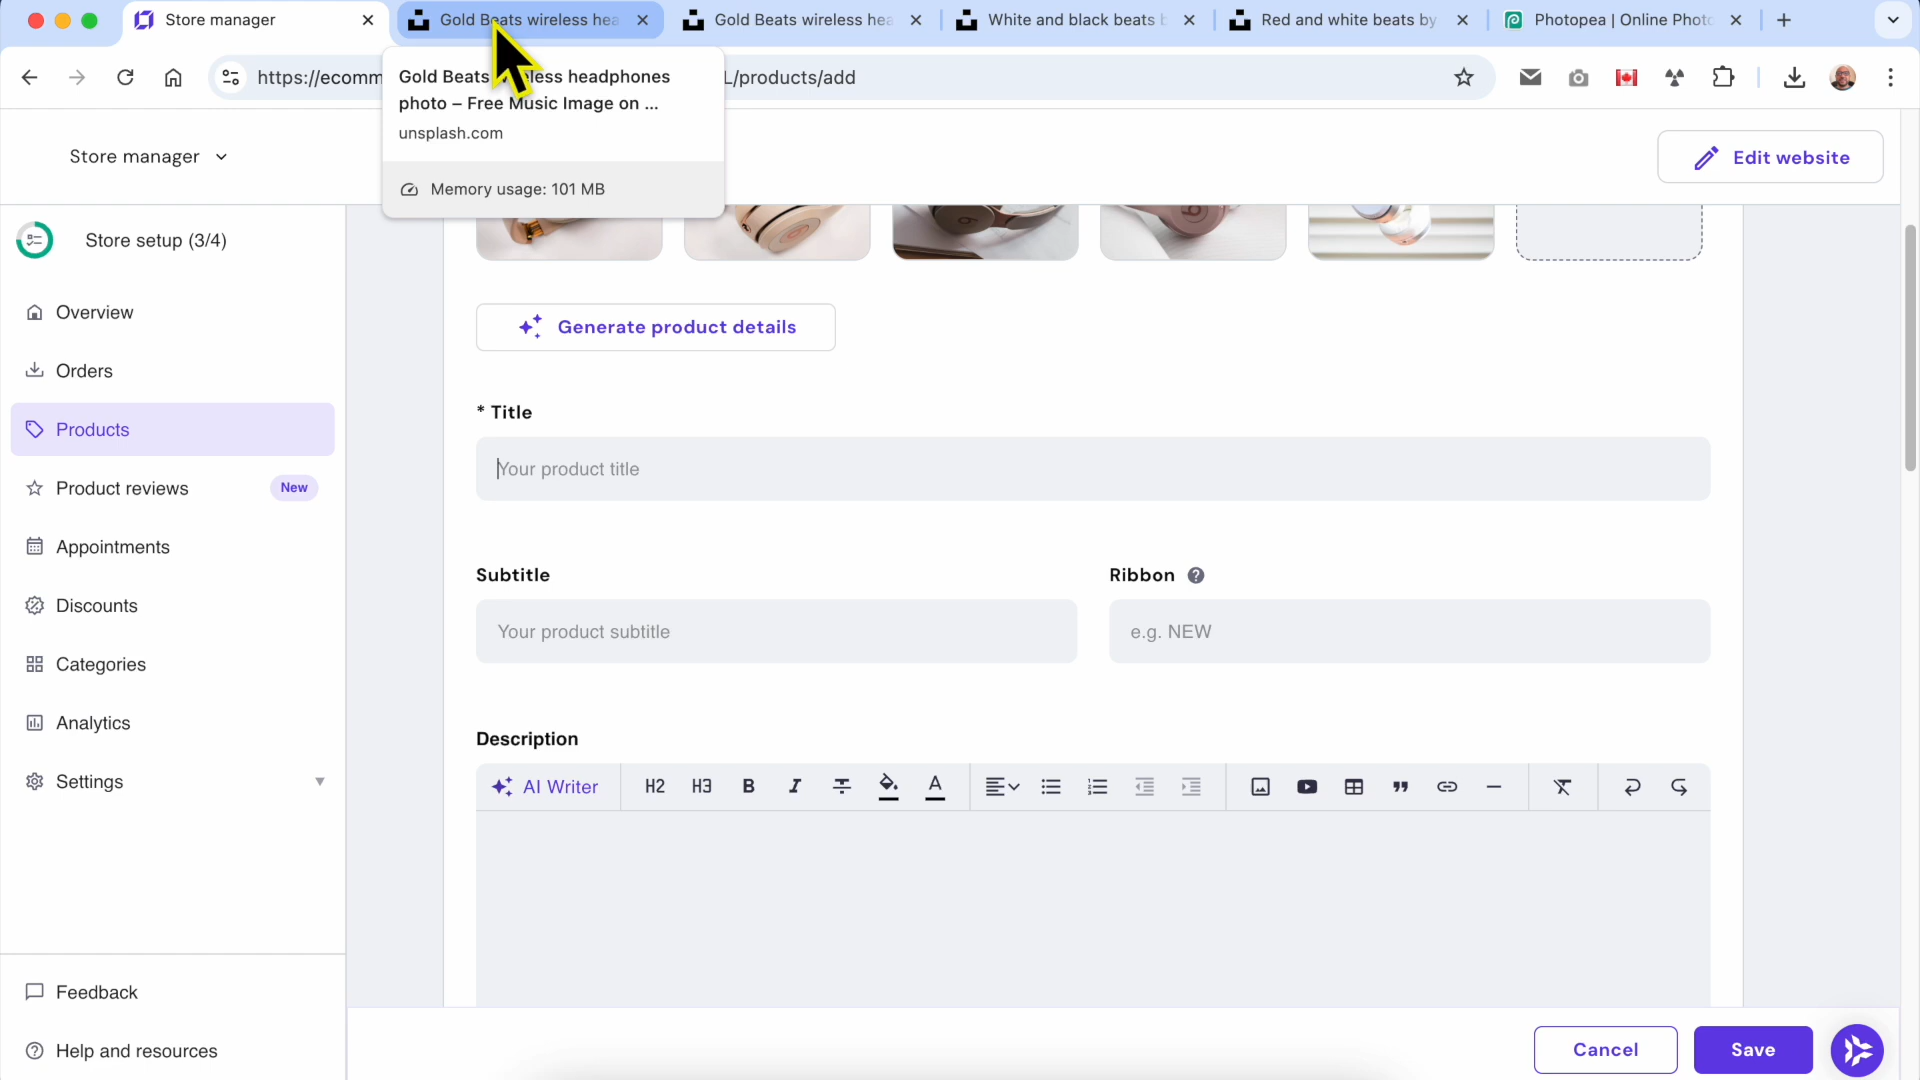 Store manager
Gold Beats wireless hea
Gold Beats wireless hea
White and black beats b
Red and white beats by
Photopea | Online Phot
https://ecomm
L/products/add
Gold Beats
less headphones
photo – Free Music Image on ...
unsplash.com
Memory usage: 101 MB
Store manager
Edit website
Store setup (3/4)
Overview
Orders
Products
Product reviews
New
Appointments
Discounts
Categories
Analytics
Settings
Feedback
Help and resources
Generate product details
* Title
Your product title
Subtitle
Ribbon
Your product subtitle
e.g. NEW
Description
AI Writer
H2
H3
B
I
A
Cancel
Save